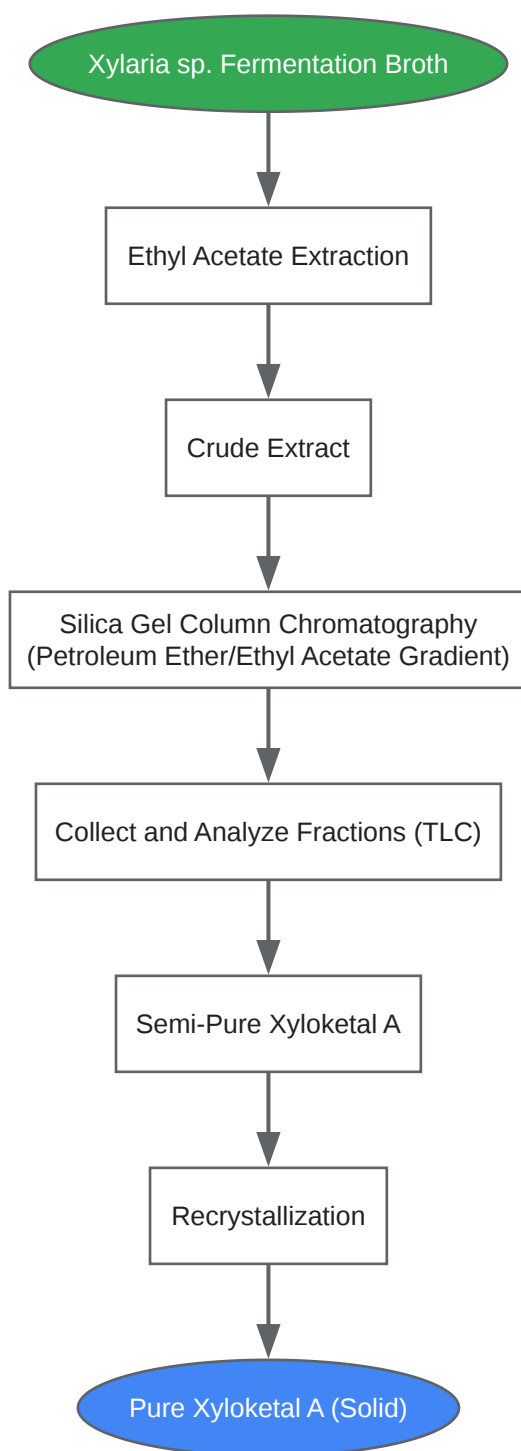 Xylaria sp. Fermentation Broth
Ethyl Acetate Extraction
Crude Extract
Silica Gel Column Chromatography
(Petroleum Ether/Ethyl Acetate Gradient)
Collect and Analyze Fractions (TLC)
Semi-Pure Xyloketal A
Recrystallization
Pure Xyloketal A (Solid)